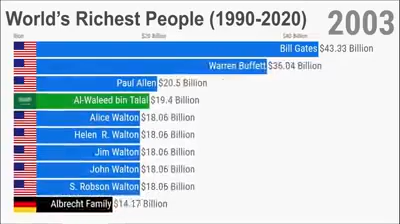 World's Richest People (1990-2020) 2003
$20 Billion $40 Billion
Bill Gates $43.33 Billion
Warren Buffett $36.04 Billion
Paul Allen $20.5 Billion
Al-Waleed bin Talal $19.4 Billion
Alice Walton $18.06 Billion
Helen R. Walton $18.06 Billion
Jim Walton $18.06 Billion
John Walton $18.06 Billion
S. Robson Walton $18.06 Billion
Albrecht Family $14.17 Billion